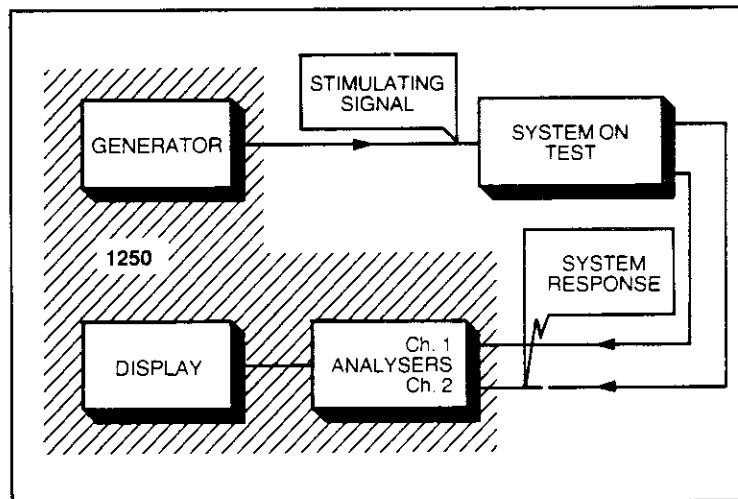 STIMULATING
SIGNAL
GENERATOR
SYSTEM ON
TEST
1250
SYSTEM
RESPONSE
DISPLAY
Ch. 1
ANALYSERS
Ch. 2